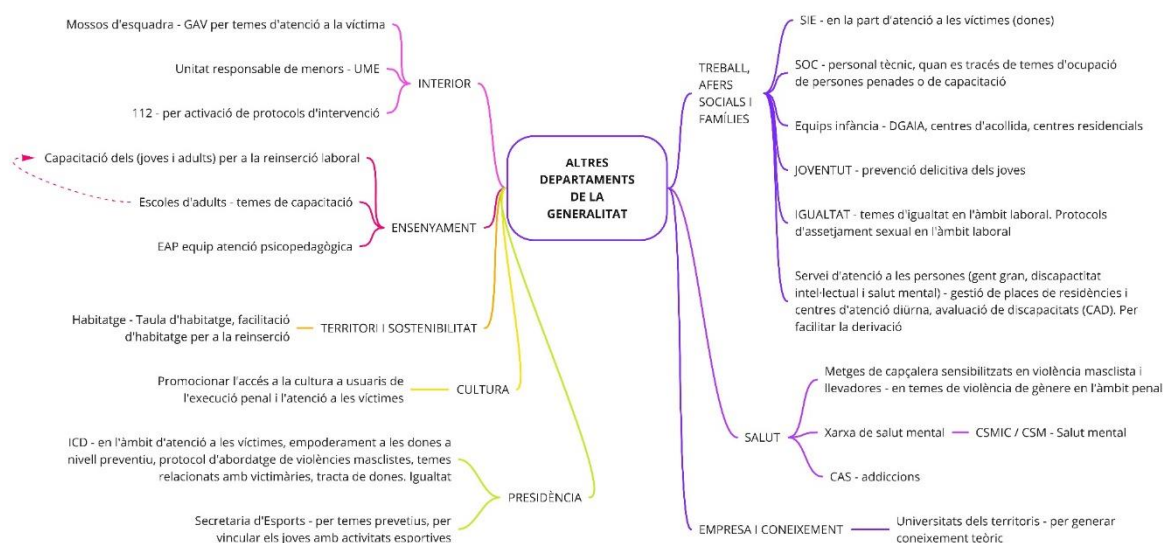 ALTRES
DEPARTAMENTS
DE LA
GENERALITAT
INTERIOR
Mossos d'esquadra - GAV per temes d'atenció a la víctima
Unitat responsable de menors - UME
112 - per activació de protocols d'intervenció
ENSENYAMENT
Capacitació dels (joves i adults) per a la reinserció laboral
Escoles d'adults - temes de capacitació
EAP equip atenció psicopedagògica
TERRITORI I SOSTENIBILITAT
Habitatge - Taula d'habitatge, facilitació
d'habitatge per a la reinserció
CULTURA
Promocionar l'accés a la cultura a usuaris de
l'execució penal i l'atenció a les víctimes
PRESIDÈNCIA
ICD - en l'àmbit d'atenció a les víctimes, empoderament a les dones a
nivell preventiu, protocol d'abordatge de violències masclistes, temes
relacionats amb victimàries, tracta de dones. Igualtat
Secretaria d'Esports - per temes prevetius, per
vincular els joves amb activitats esportives
TREBALL,
AFERS
SOCIALS I
FAMÍLIES
SIE - en la part d'atenció a les víctimes (dones)
SOC - personal tècnic, quan es tracés de temes d'ocupació
de persones penades o de capacitació
Equips infància - DGAIA, centres d'acollida, centres residencials
JOVENTUT - prevenció delicitiva dels joves
IGUALTAT - temes d'igualtat en l'àmbit laboral. Protocols
d'assetjament sexual en l'àmbit laboral
Servei d'atenció a les persones (gent gran, discapactitat
intel·lectual i salut mental) - gestió de places de residències i
centres d'atenció diürna, avaluació de discapacitats (CAD). Per
facilitar la derivació
SALUT
Metges de capçalera sensibilitzats en violència masclista i
llevadores - en temes de violència de gènere en l'àmbit penal
Xarxa de salut mental
CSMIC / CSM - Salut mental
CAS - addiccions
EMPRESA I CONEIXEMENT
Universitats dels territoris - per generar
coneixement teòric